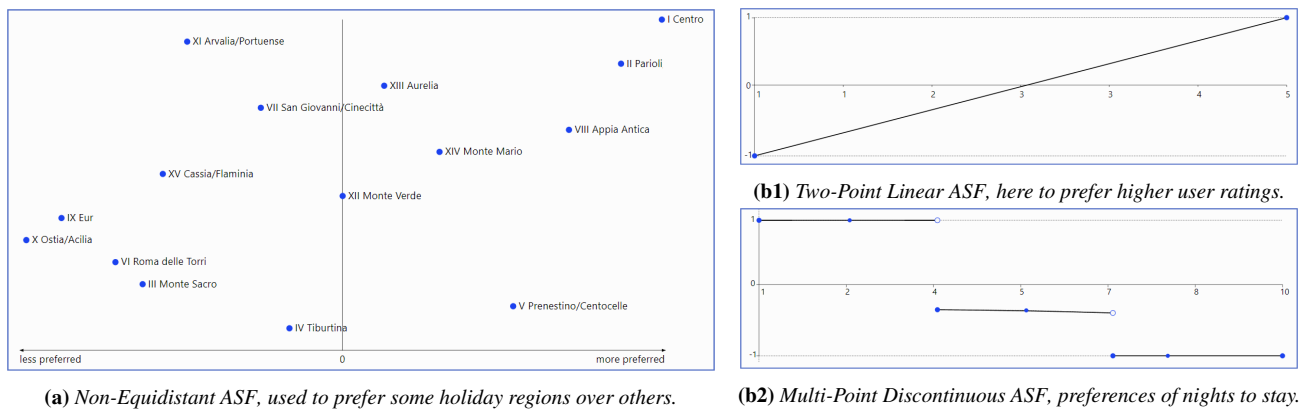 I Centro
XI Arvalia/Portuense
II Parioli
XIII Aurelia
VII San Giovanni/Cinecittà
VIII Appia Antica
XIV Monte Mario
XV Cassia/Flaminia
XII Monte Verde
IX Eur
X Ostia/Acilia
VI Roma delle Torri
III Monte Sacro
V Prenestino/Centocelle
IV Tiburtina
less preferred 0 more preferred
(a) Non-Equidistant ASF, used to prefer some holiday regions over others.
1
0
1 1 2 3 3 4 5
-1
(b1) Two-Point Linear ASF, here to prefer higher user ratings.
1
0
1 2 4 5 7 8 10
-1
(b2) Multi-Point Discontinuous ASF, preferences of nights to stay.